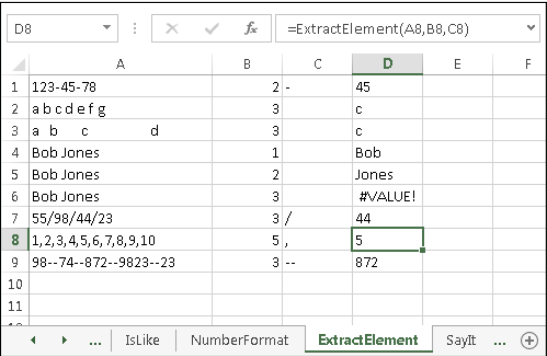 D8 fx =ExtractElement(A8,B8,C8)
A B C D E F
1 123-45-78 2 - 45
2 a b c d e f g 3 c
3 a b c d 3 c
4 Bob Jones 1 Bob
5 Bob Jones 2 Jones
6 Bob Jones 3 #VALUE!
7 55/98/44/23 3 / 44
8 1,2,3,4,5,6,7,8,9,10 5 , 5
9 98--74--872--9823--23 3 -- 872
10
11
... IsLike NumberFormat ExtractElement SayIt ...